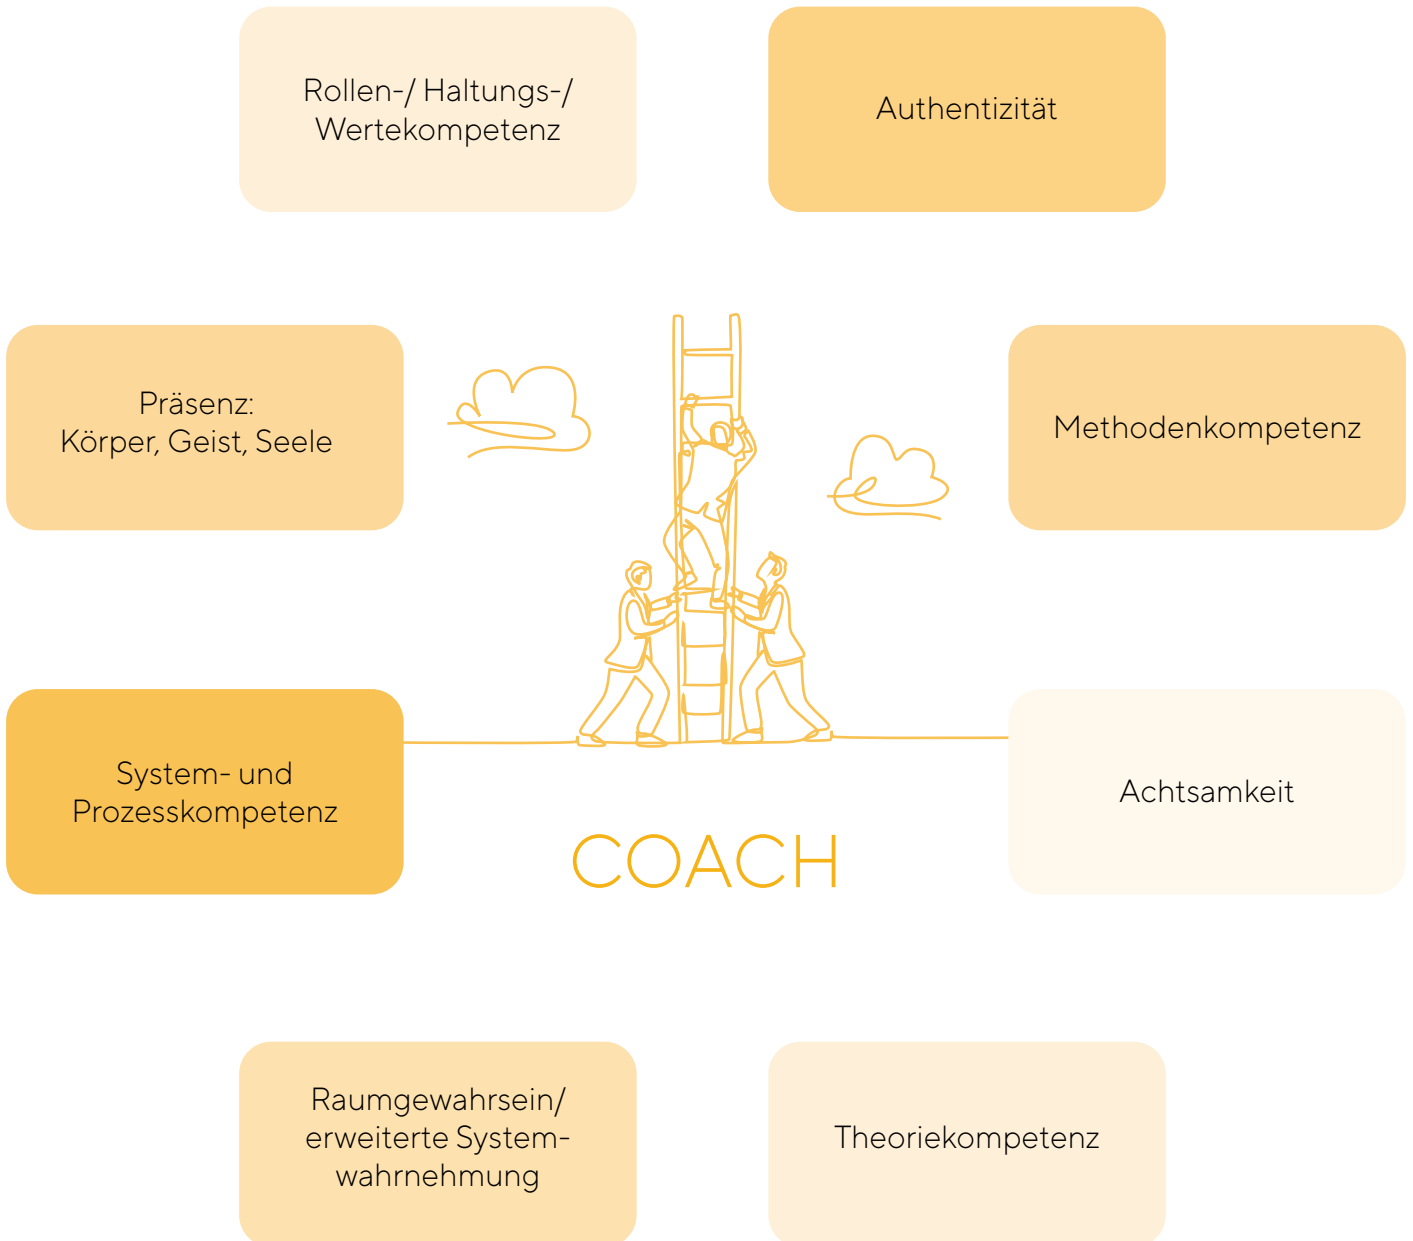 Rollen-/ Haltungs-/
Wertekompetenz
Authentizität
Präsenz:
Körper, Geist, Seele
Methodenkompetenz
System- und
Prozesskompetenz
Achtsamkeit
COACH
Raumgewahrsein/
erweiterte System-
wahrnehmung
Theoriekompetenz